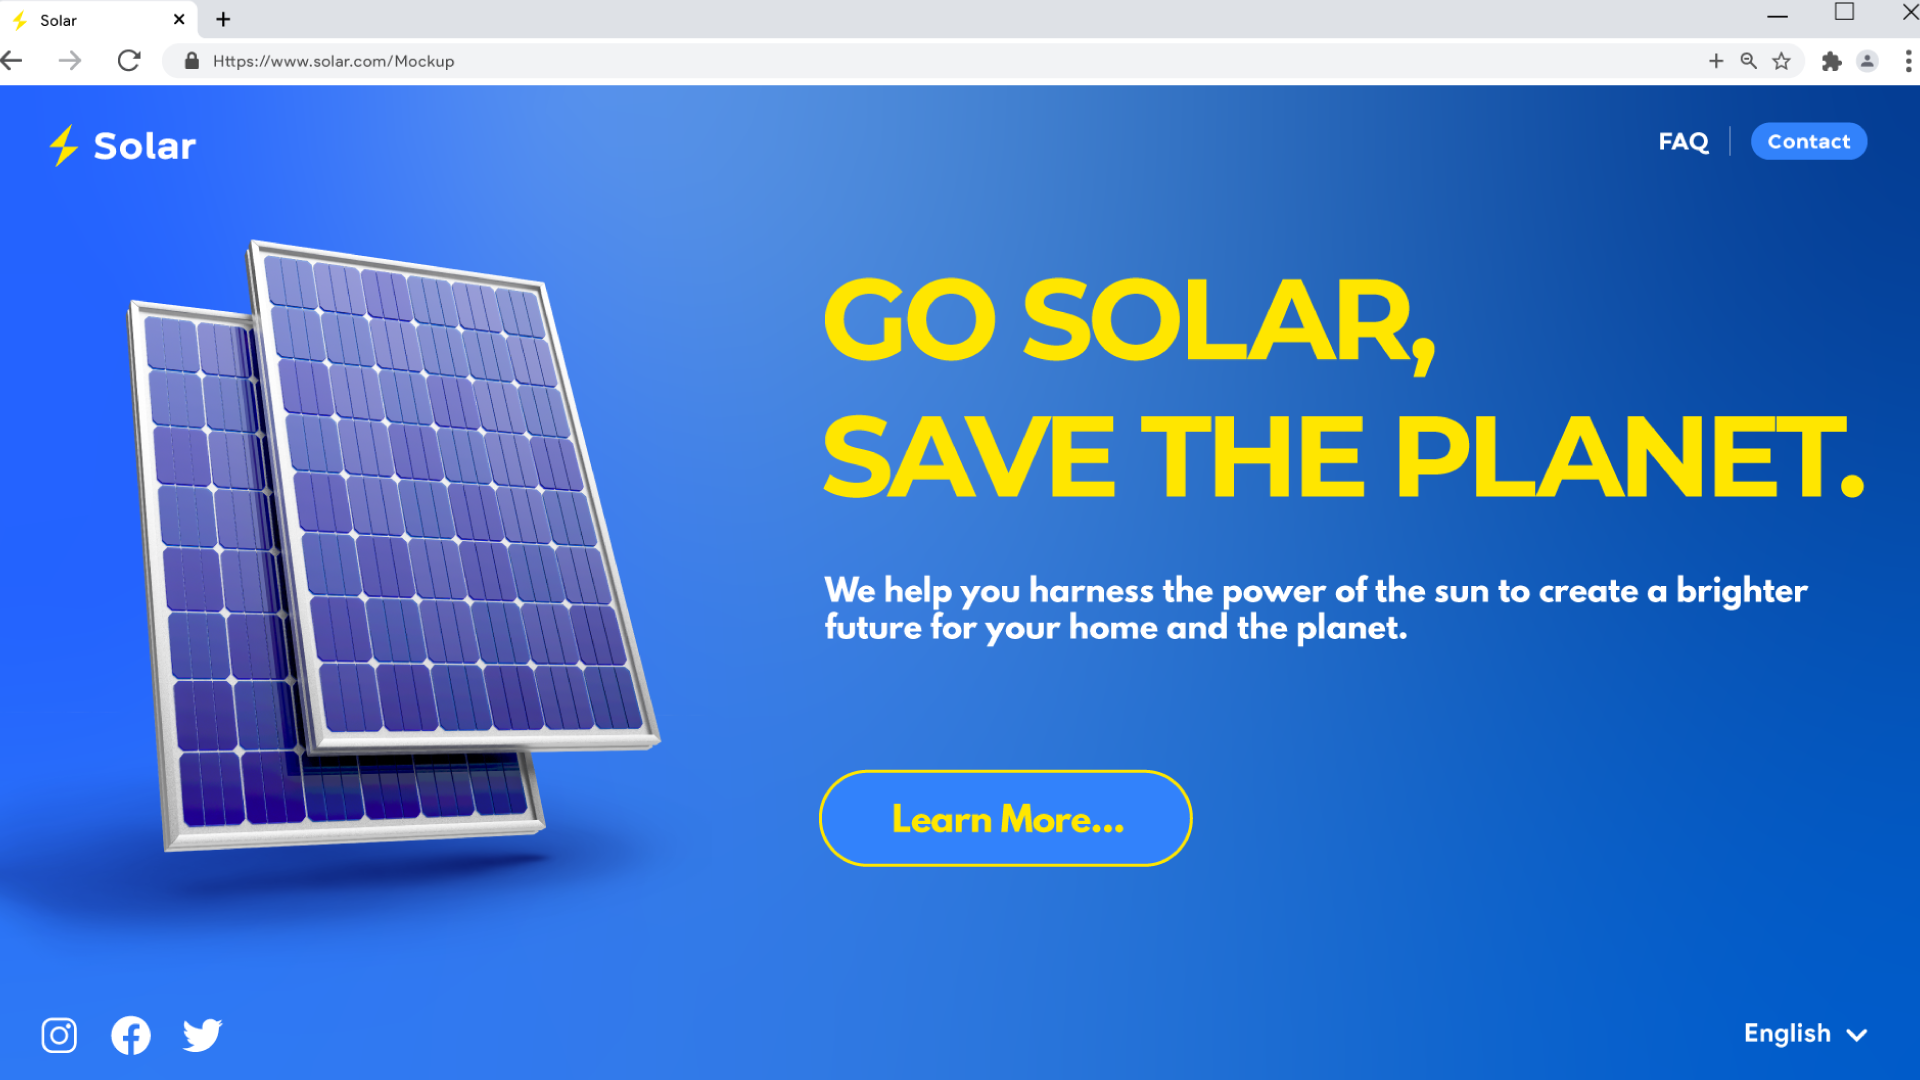 Solar
Https://www.solar.com/Mockup
Solar
FAQ
Contact
GO SOLAR,
SAVE THE PLANET.
We help you harness the power of the sun to create a brighter
future for your home and the planet.
Learn More...
English